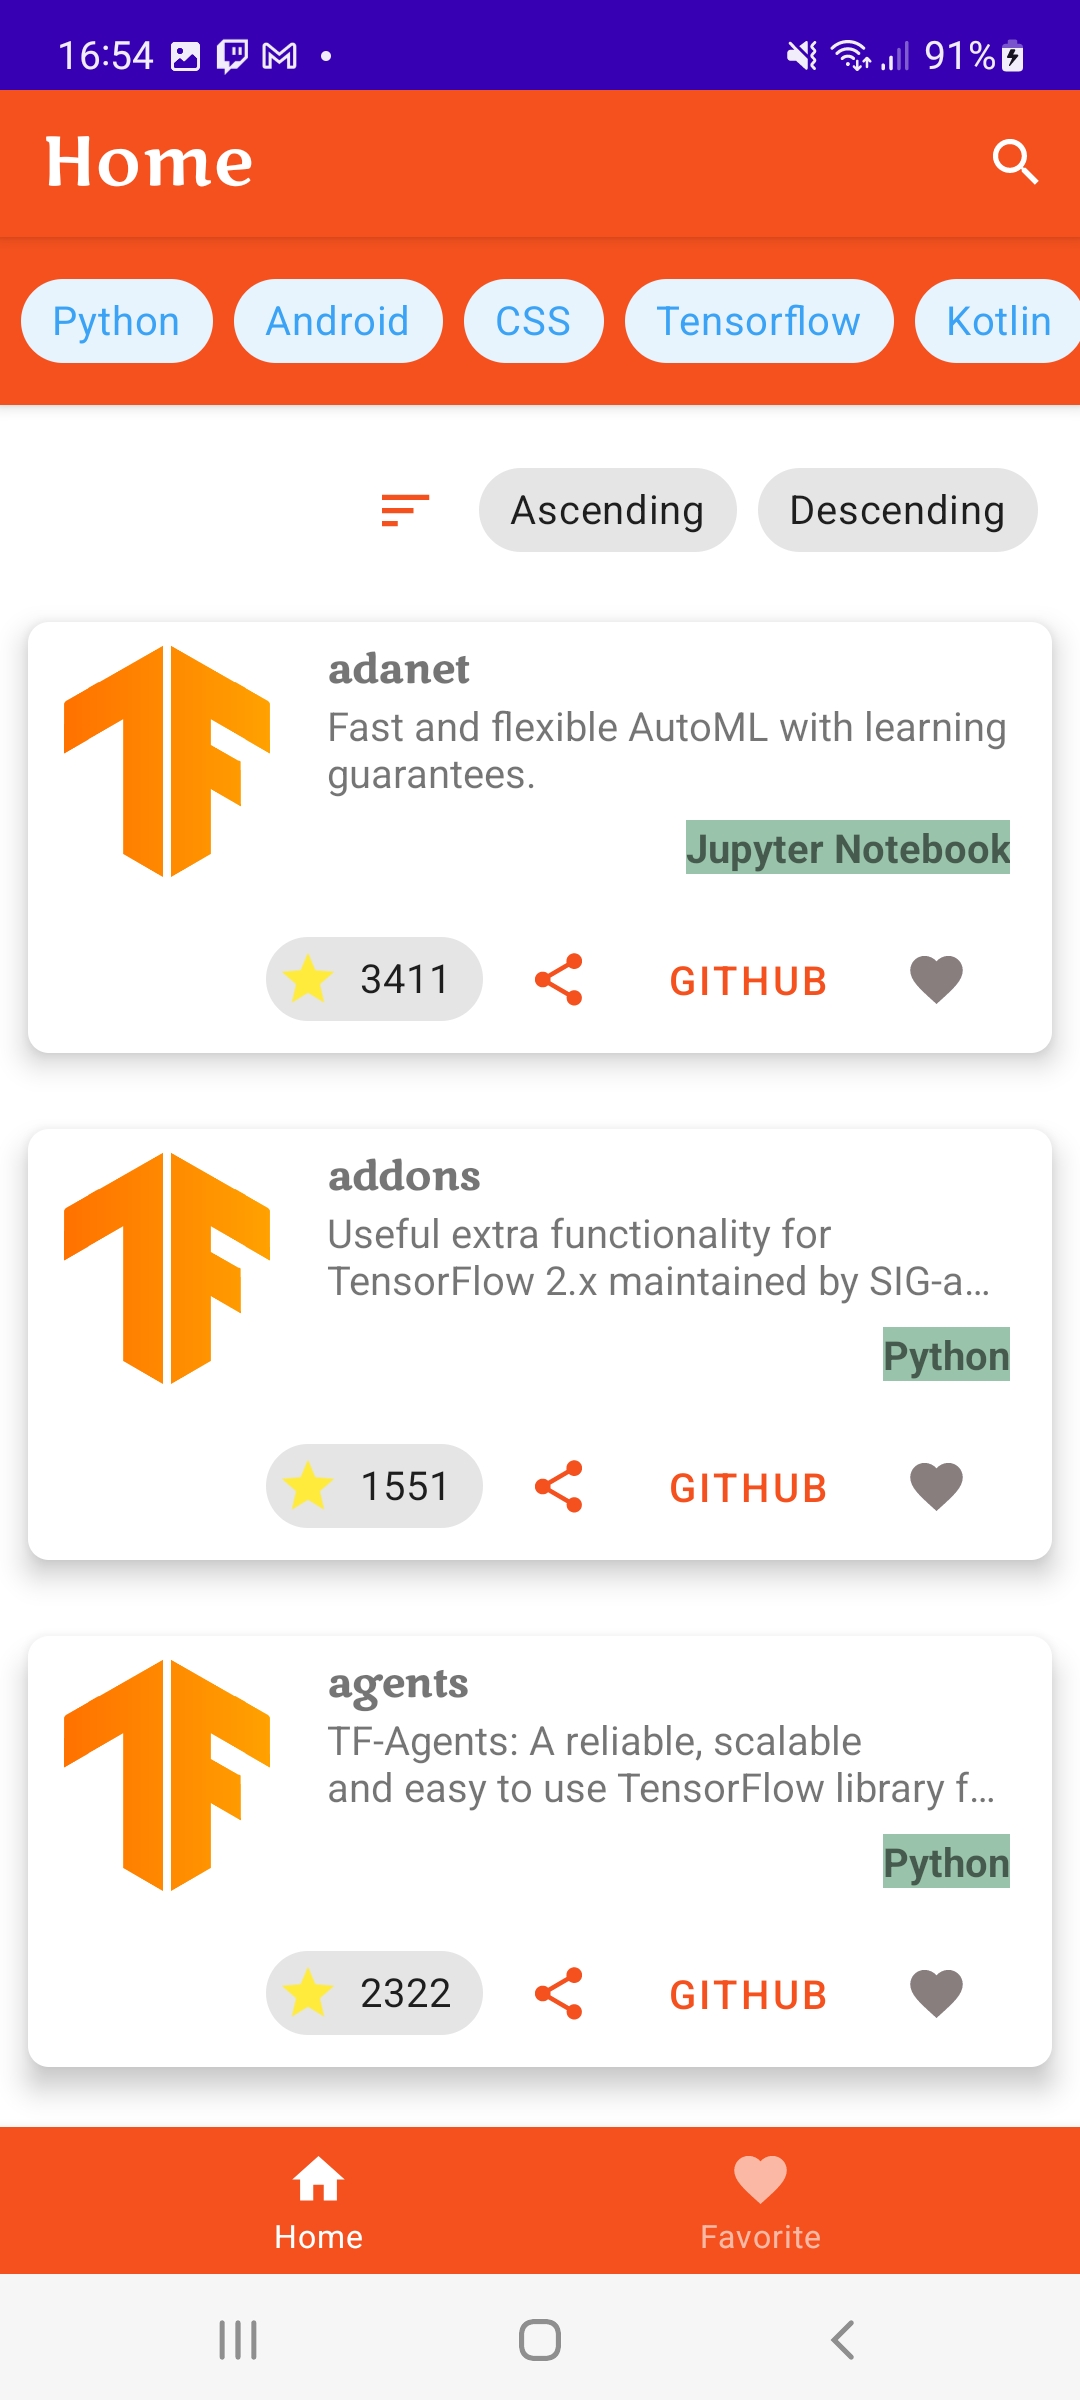 16:54
91%
Home
Python
Android
CSS
Tensorflow
Kotlin
Ascending
Descending
adanet
Fast and flexible AutoML with learning
guarantees.
Jupyter Notebook
3411
GITHUB
addons
Useful extra functionality for
TensorFlow 2.x maintained by SIG-a...
Python
1551
GITHUB
agents
TF-Agents: A reliable, scalable
and easy to use TensorFlow library f...
Python
2322
GITHUB
Home
Favorite